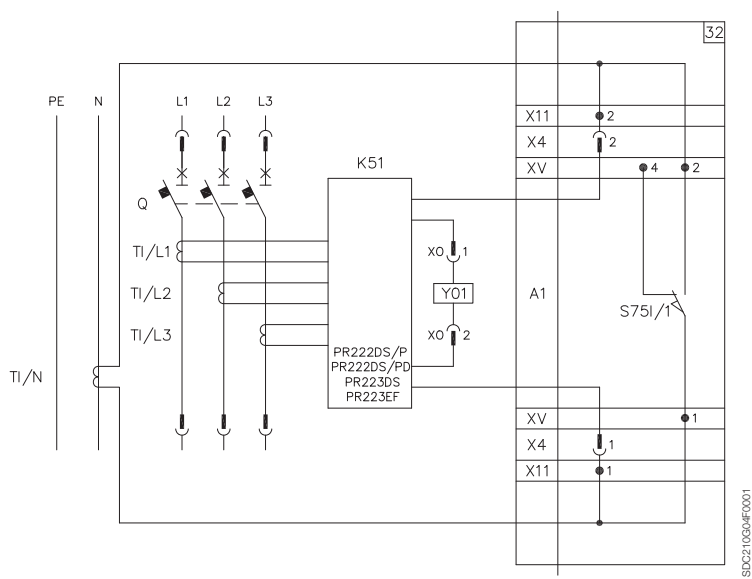 32
PE N L1 L2 L3
X11 2
X4 2
K51
XV 4 2
Q
TI/L1
X0 1
TI/L2
Y01
A1
S75I/1
TI/L3
X0 2
PR222DS/P
PR222DS/PD
TI/N
PR223DS
PR223EF
XV 1
X4 1
X11 1
SDC210G04F0001